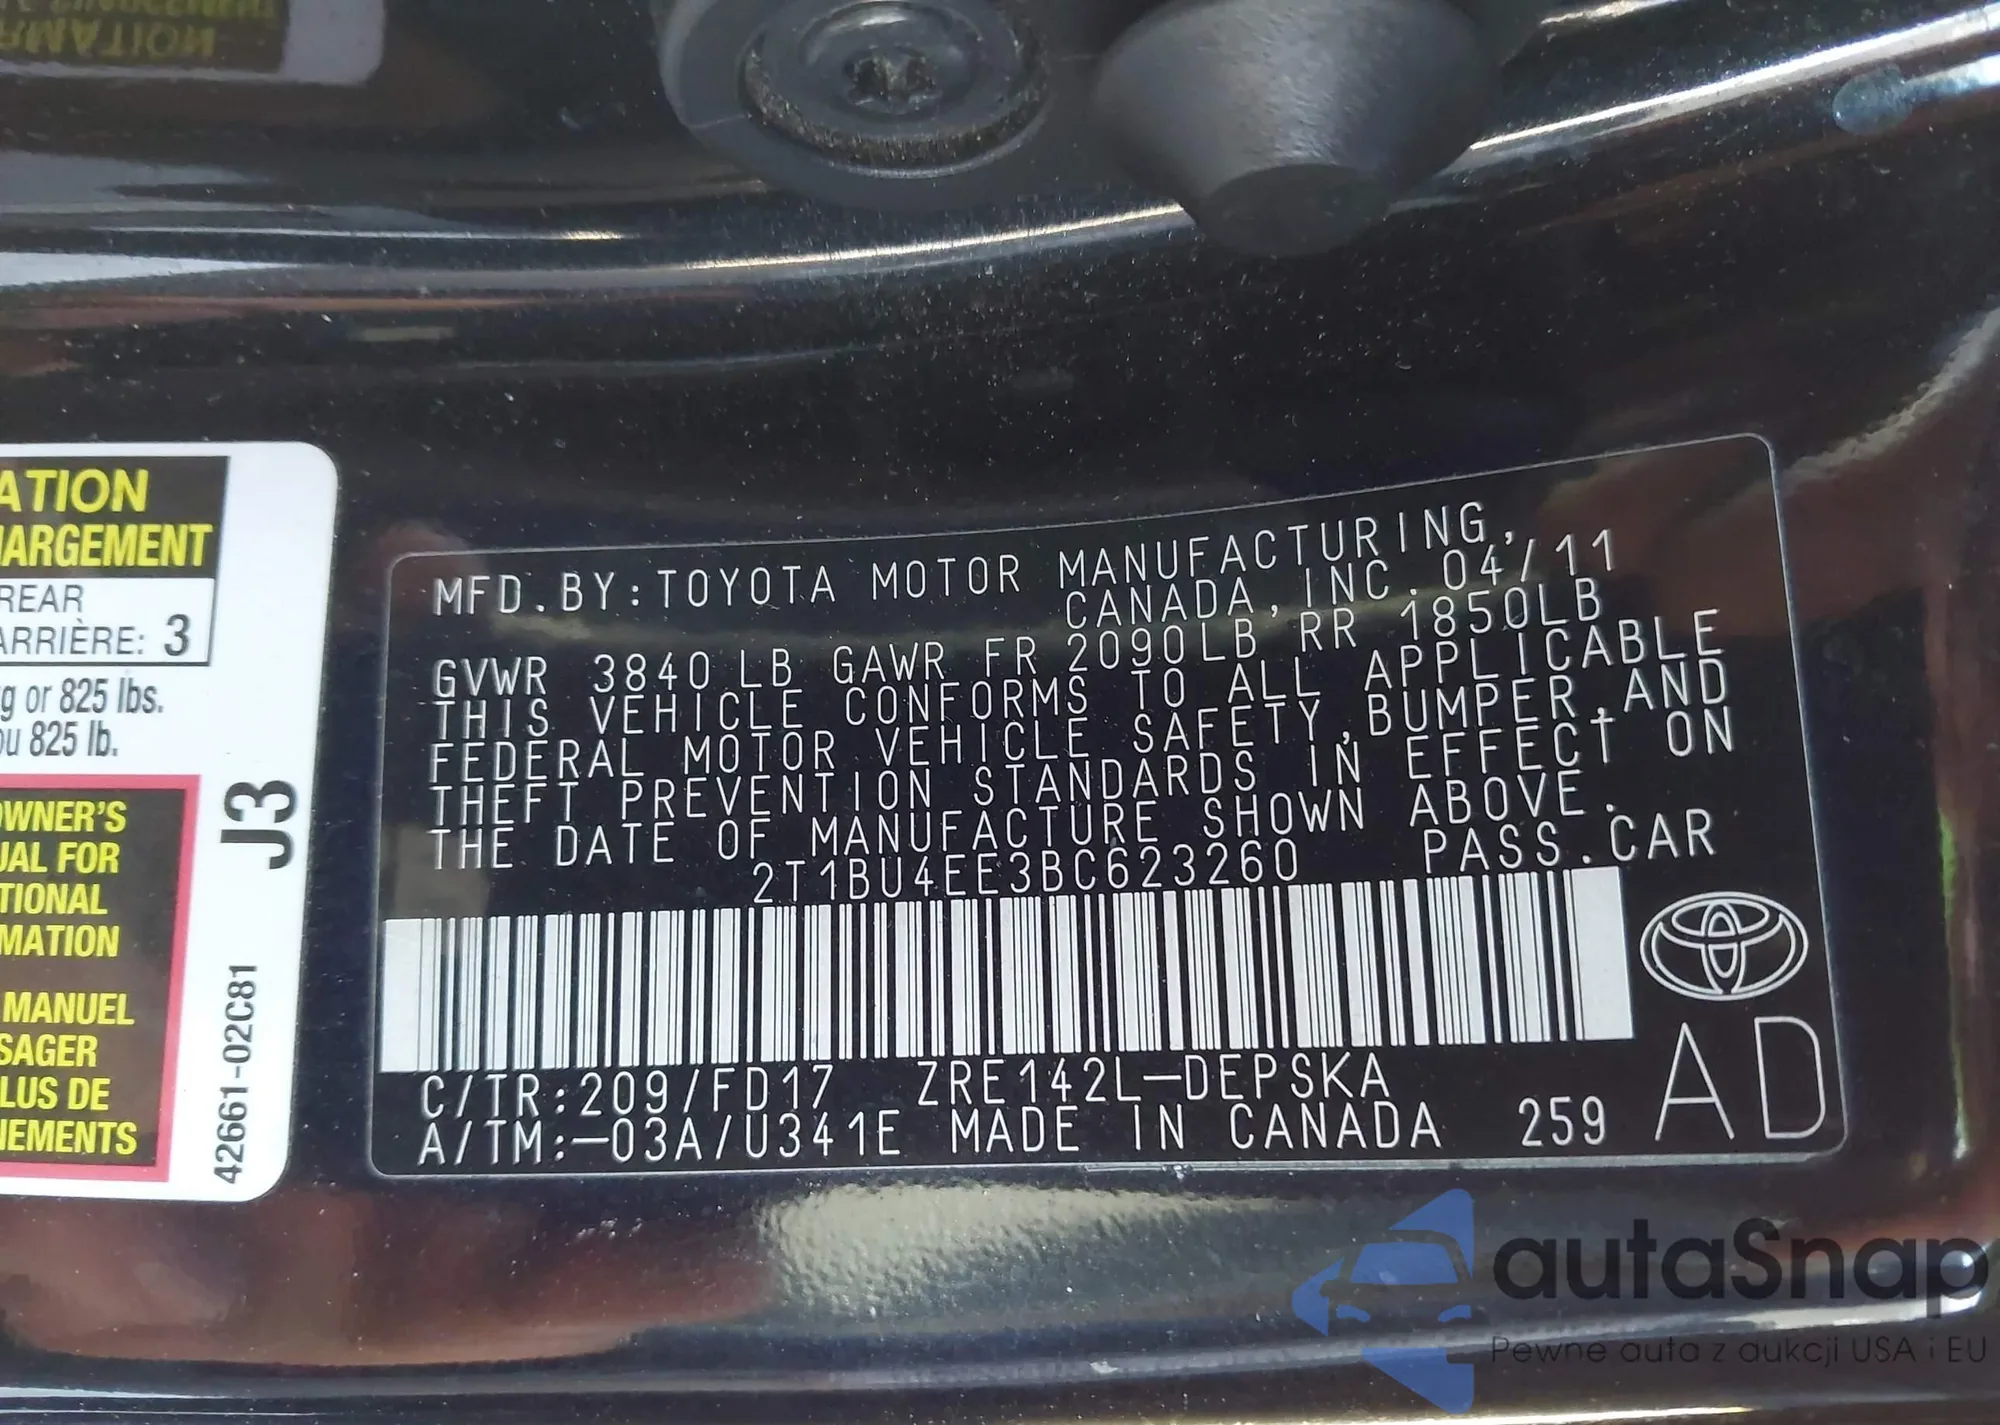 RMATION
ATION
HARGEMENT
REAR
ARRIÈRE: 3
g or 825 lbs.
ou 825 lb.
OWNER'S
UAL FOR
TIONAL
MATION
MANUEL
SAGER
LUS DE
NEMENTS
J3
42661-02C81
MFD.BY:TOYOTA MOTOR MANUFACTURING,
CANADA,INC.04/11
GVWR 3840LB GAWR FR 2090LB RR 1850LB
THIS VEHICLE CONFORMS TO ALL APPLICABLE
FEDERAL MOTOR VEHICLE SAFETY,BUMPER,AND
THEFT PREVENTION STANDARDS IN EFFECT ON
THE DATE OF MANUFACTURE SHOWN ABOVE.
2T1BU4EE3BC623260 PASS.CAR
C/TR:209/FD17 ZRE142L-DEPSKA
A/TM:-03A/U341E MADE IN CANADA 259
AD
autaSnap
Pewne auta z aukcji USA i EU